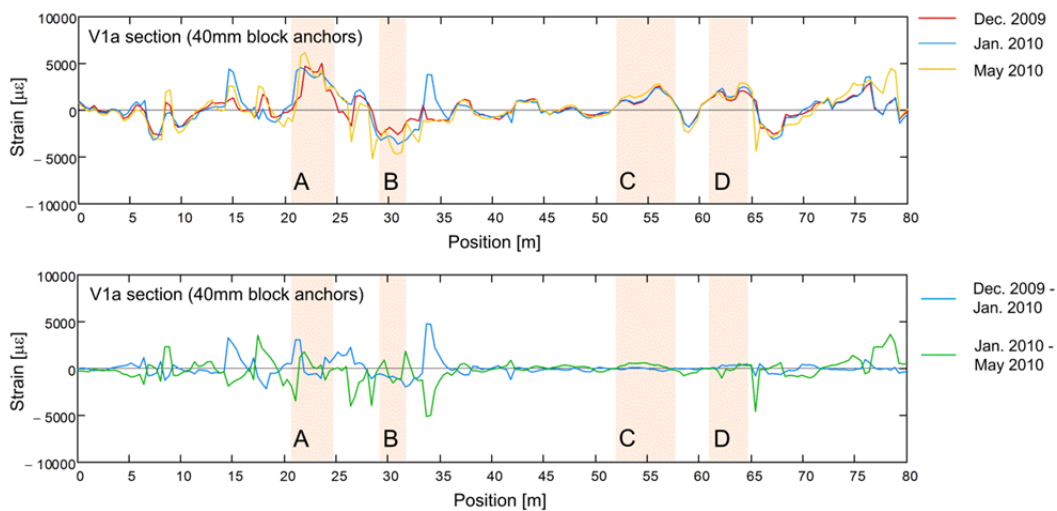 V1a section (40mm block anchors)
Strain [με]
10000
5000
0
– 5000
– 10000
A
B
C
D
0 5 10 15 20 25 30 35 40 45 50 55 60 65 70 75 80
Position [m]
Dec. 2009
Jan. 2010
May 2010
V1a section (40mm block anchors)
Strain [με]
10000
5000
0
– 5000
– 10000
A
B
C
D
0 5 10 15 20 25 30 35 40 45 50 55 60 65 70 75 80
Position [m]
Dec. 2009 -
Jan. 2010
Jan. 2010 -
May 2010